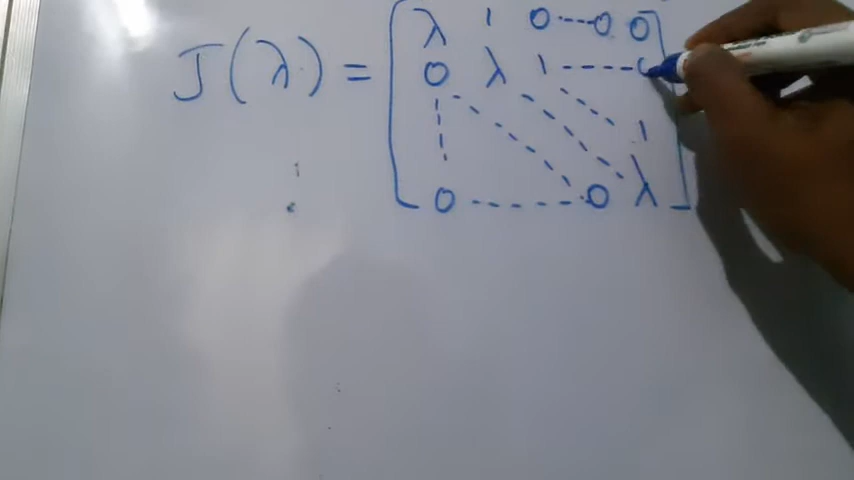 J(λ) = [ λ 1 0 ---- 0 0
0 λ 1 ------ 0
1
0 ------ 0 λ ]